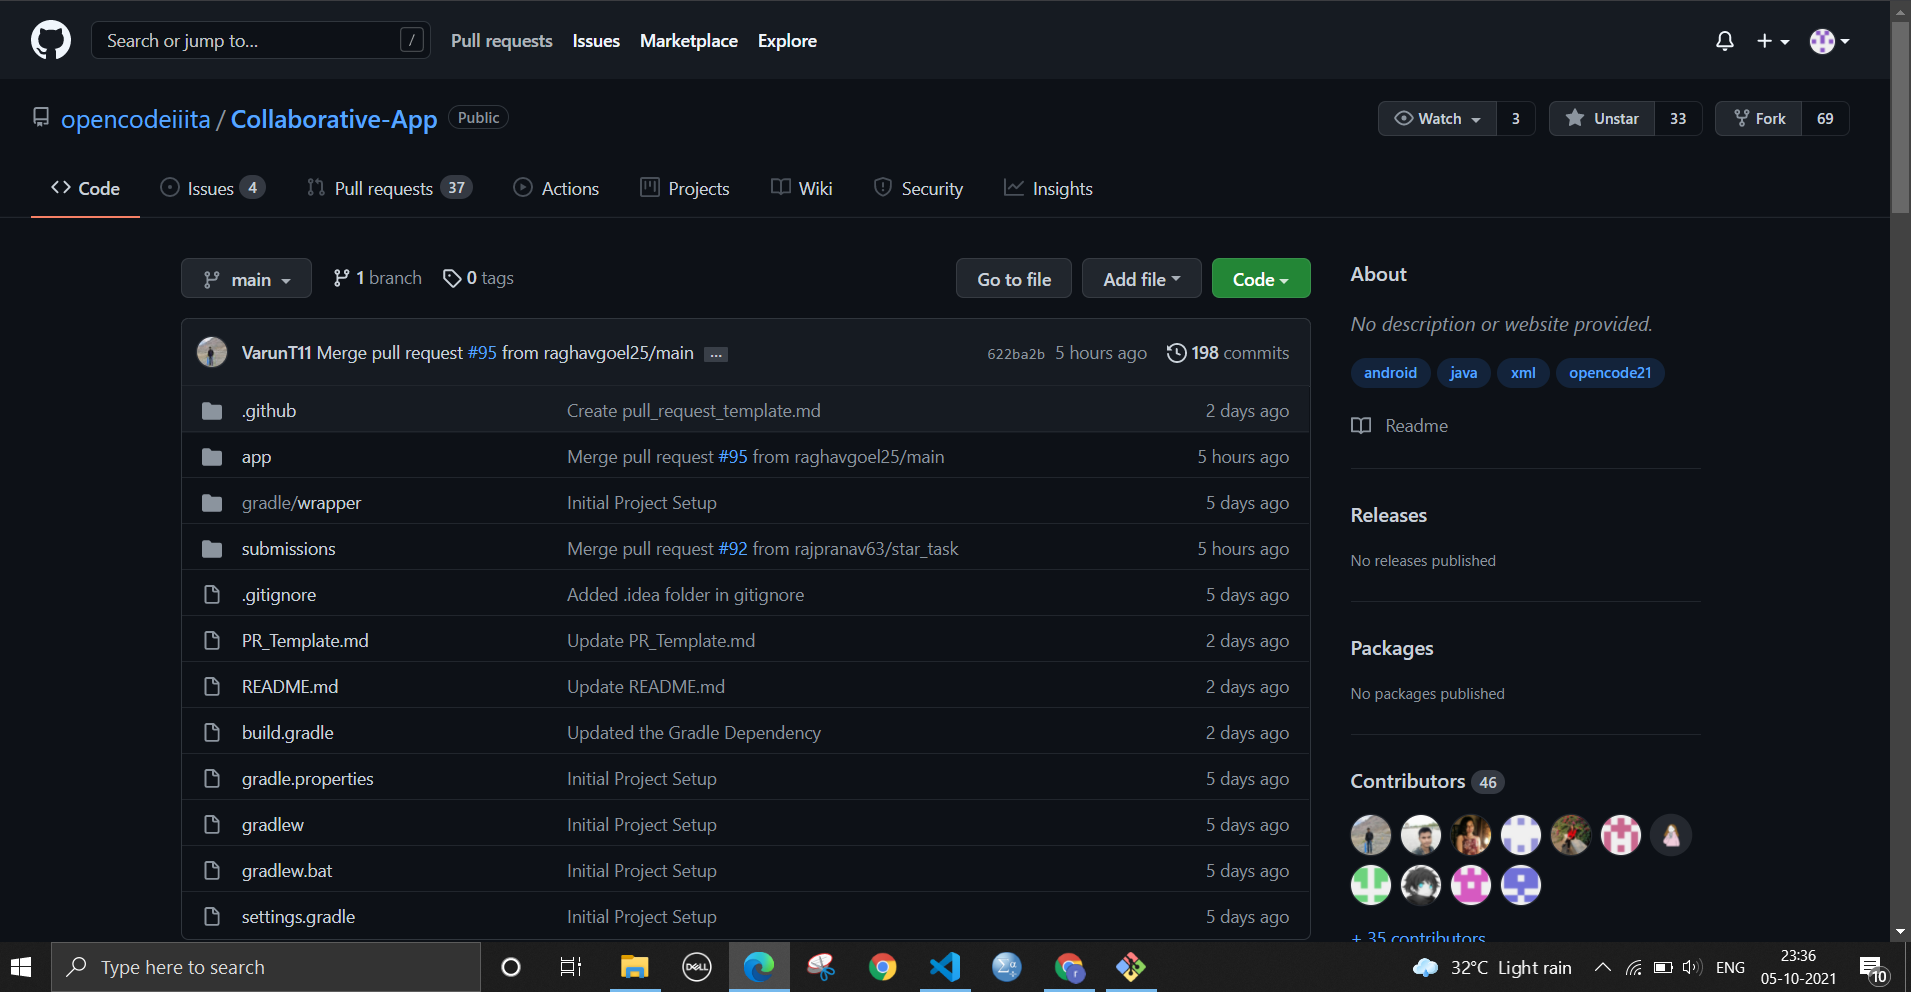 Search or jump to... / Pull requests Issues Marketplace Explore
opencodeiiita / Collaborative-App Public Watch 3 Unstar 33 Fork 69
Code Issues 4 Pull requests 37 Actions Projects Wiki Security Insights
main 1 branch 0 tags Go to file Add file Code
VarunT11 Merge pull request #95 from raghavgoel25/main ... 622ba2b 5 hours ago 198 commits
.github Create pull_request_template.md 2 days ago
app Merge pull request #95 from raghavgoel25/main 5 hours ago
gradle/wrapper Initial Project Setup 5 days ago
submissions Merge pull request #92 from rajpranav63/star_task 5 hours ago
.gitignore Added .idea folder in gitignore 5 days ago
PR_Template.md Update PR_Template.md 2 days ago
README.md Update README.md 2 days ago
build.gradle Updated the Gradle Dependency 2 days ago
gradle.properties Initial Project Setup 5 days ago
gradlew Initial Project Setup 5 days ago
gradlew.bat Initial Project Setup 5 days ago
settings.gradle Initial Project Setup 5 days ago
About
No description or website provided.
android java xml opencode21
Readme
Releases
No releases published
Packages
No packages published
Contributors 46
+ 35 contributors
Type here to search DELL 32°C Light rain ENG 23:36
05-10-2021 10